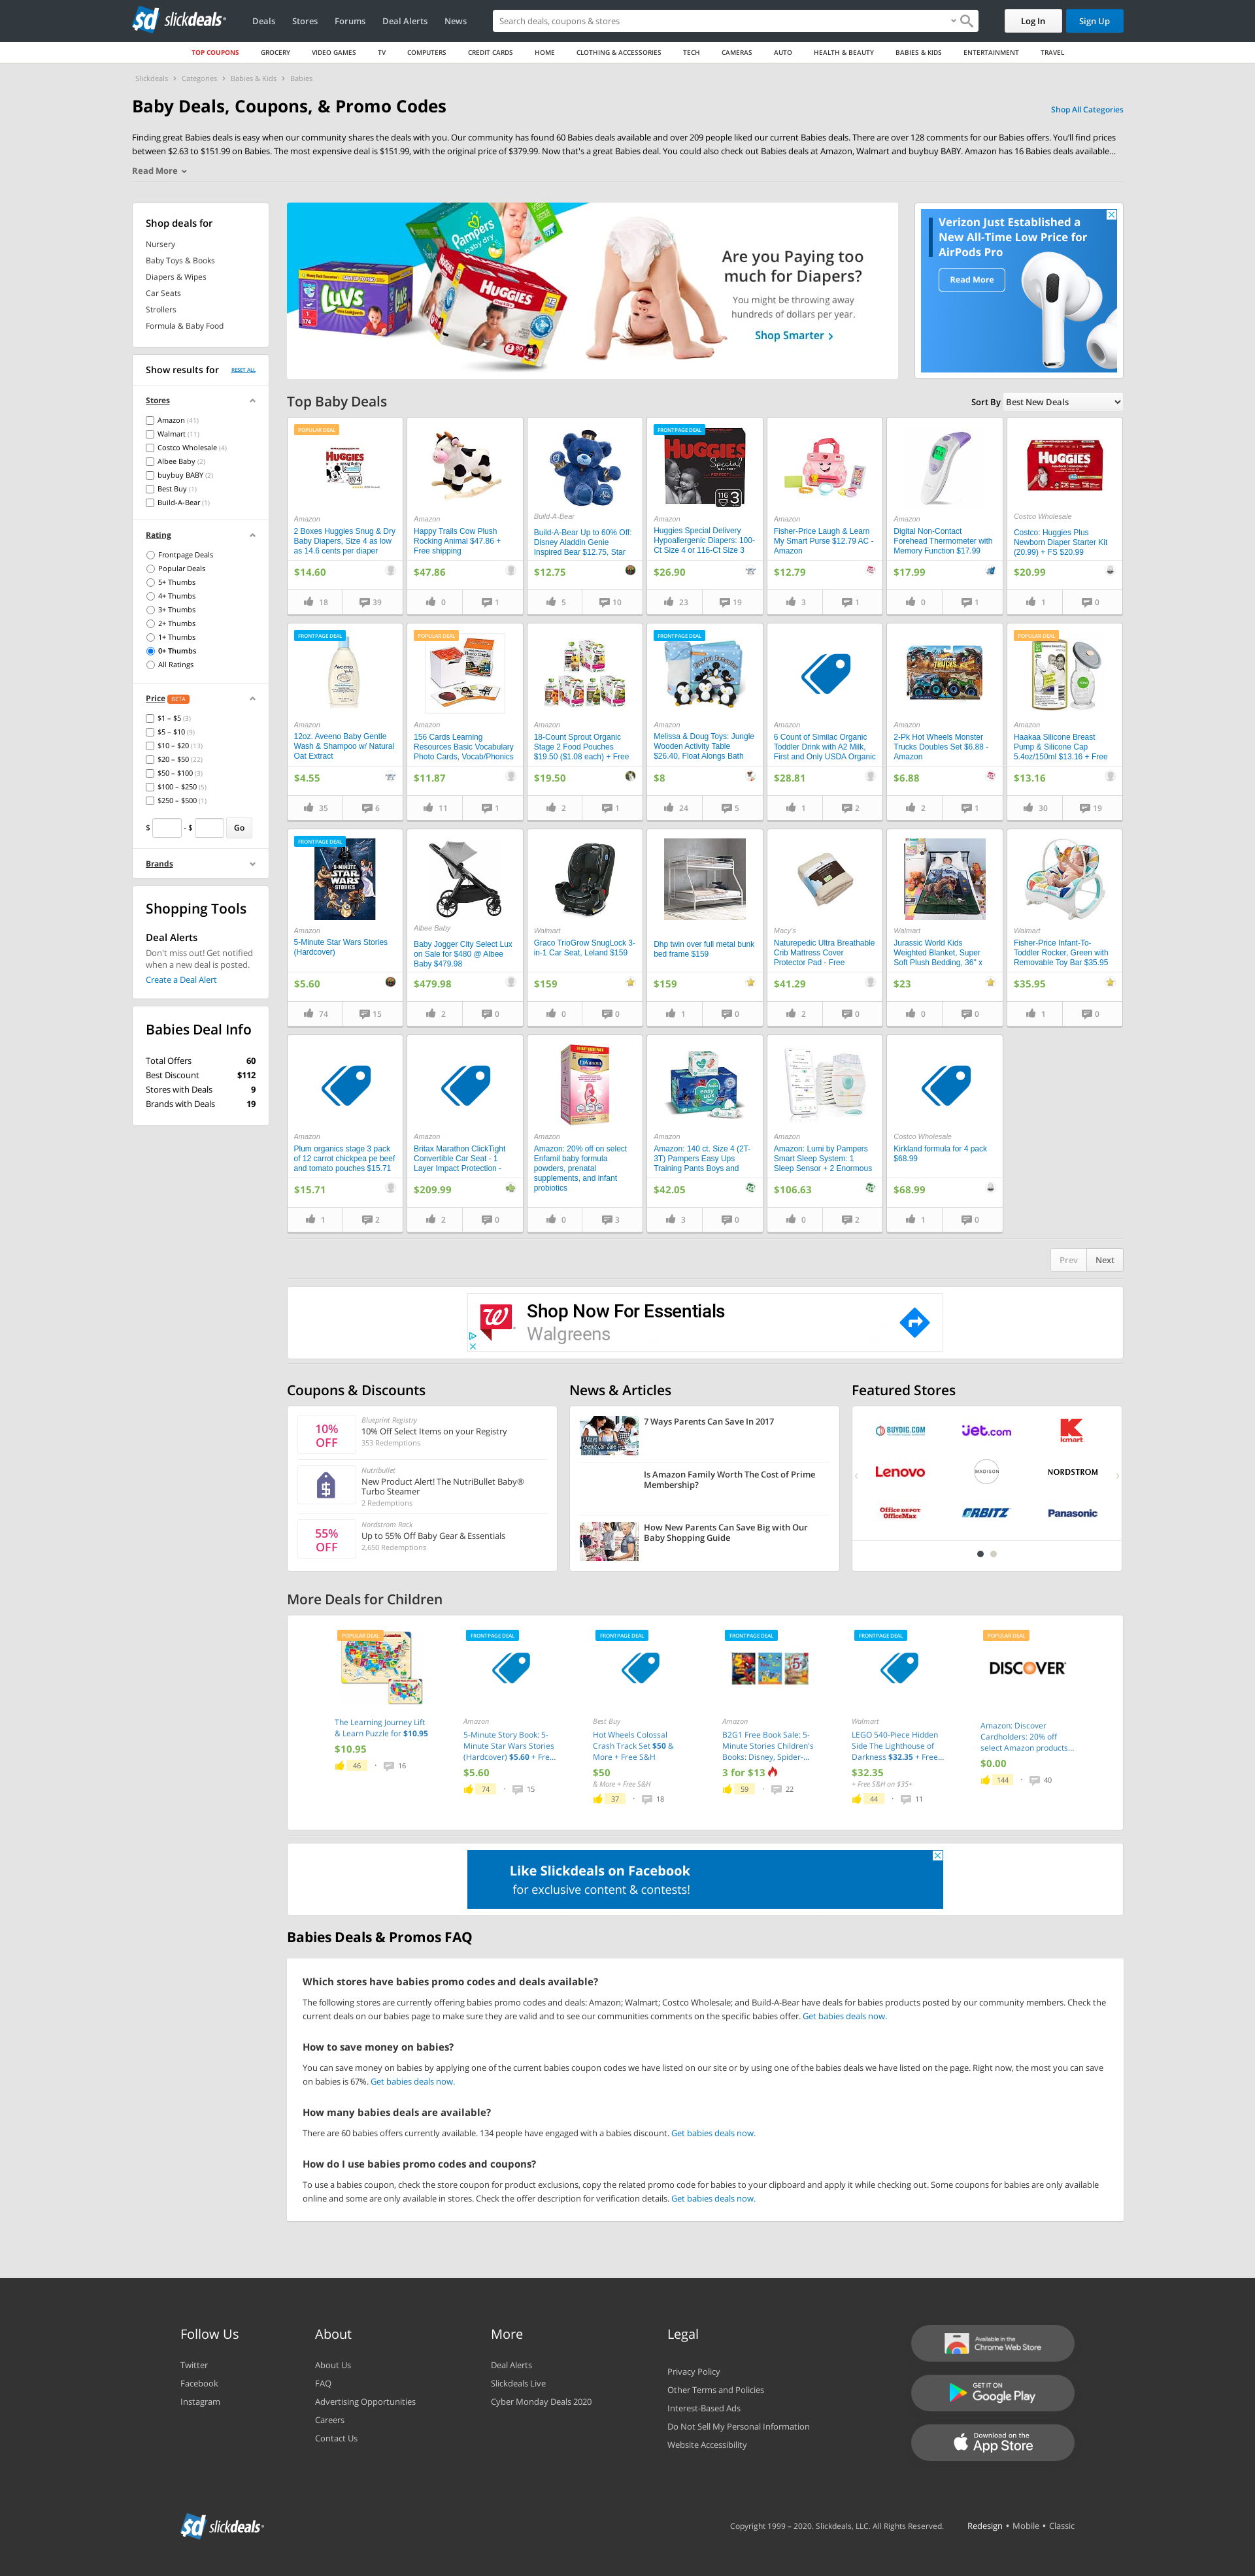 slickdeals
Deals Stores Forums Deal Alerts News
Search deals, coupons & stores
Log In Sign Up
TOP COUPONS GROCERY VIDEO GAMES TV COMPUTERS CREDIT CARDS HOME CLOTHING & ACCESSORIES TECH CAMERAS AUTO HEALTH & BEAUTY BABIES & KIDS ENTERTAINMENT TRAVEL
Slickdeals › Categories › Babies & Kids › Babies
Baby Deals, Coupons, & Promo Codes
Shop All Categories
Finding great Babies deals is easy when our community shares the deals with you. Our community has found 60 Babies deals available and over 209 people liked our current Babies deals. There are over 128 comments for our Babies offers. You'll find prices
between $2.63 to $151.99 on Babies. The most expensive deal is $151.99, with the original price of $379.99. Now that's a great Babies deal. You could also check out Babies deals at Amazon, Walmart and buybuy BABY. Amazon has 16 Babies deals available...
Read More
Shop deals for
Nursery
Baby Toys & Books
Diapers & Wipes
Car Seats
Strollers
Formula & Baby Food
Show results for RESET ALL
Stores
Amazon (41)
Walmart (11)
Costco Wholesale (4)
Albee Baby (2)
buybuy BABY (2)
Best Buy (1)
Build-A-Bear (1)
Rating
Frontpage Deals
Popular Deals
5+ Thumbs
4+ Thumbs
3+ Thumbs
2+ Thumbs
1+ Thumbs
0+ Thumbs
All Ratings
Price BETA
$1 – $5 (3)
$5 – $10 (9)
$10 – $20 (13)
$20 – $50 (22)
$50 – $100 (3)
$100 – $250 (5)
$250 – $500 (1)
$ - $ Go
Brands
Shopping Tools
Deal Alerts
Don't miss out! Get notified
when a new deal is posted.
Create a Deal Alert
Babies Deal Info
Total Offers 60
Best Discount $112
Stores with Deals 9
Brands with Deals 19
Pampers
baby dry
Luvs
HUGGIES
Are you Paying too
much for Diapers?
You might be throwing away
hundreds of dollars per year.
Shop Smarter
Verizon Just Established a
New All-Time Low Price for
AirPods Pro
Read More
Top Baby Deals
Sort By Best New Deals
POPULAR DEAL
Amazon
2 Boxes Huggies Snug & Dry
Baby Diapers, Size 4 as low
as 14.6 cents per diaper
$14.60
18 39
Amazon
Happy Trails Cow Plush
Rocking Animal $47.86 +
Free shipping
$47.86
0 1
Build-A-Bear
Build-A-Bear Up to 60% Off:
Disney Aladdin Genie
Inspired Bear $12.75, Star
$12.75
5 10
FRONTPAGE DEAL
Amazon
Huggies Special Delivery
Hypoallergenic Diapers: 100-
Ct Size 4 or 116-Ct Size 3
$26.90
23 19
Amazon
Fisher-Price Laugh & Learn
My Smart Purse $12.79 AC -
Amazon
$12.79
3 1
Amazon
Digital Non-Contact
Forehead Thermometer with
Memory Function $17.99
$17.99
0 1
Costco Wholesale
Costco: Huggies Plus
Newborn Diaper Starter Kit
(20.99) + FS $20.99
$20.99
1 0
FRONTPAGE DEAL
Amazon
12oz. Aveeno Baby Gentle
Wash & Shampoo w/ Natural
Oat Extract
$4.55
35 6
POPULAR DEAL
Amazon
156 Cards Learning
Resources Basic Vocabulary
Photo Cards, Vocab/Phonics
$11.87
11 1
Amazon
18-Count Sprout Organic
Stage 2 Food Pouches
$19.50 ($1.08 each) + Free
$19.50
2 1
FRONTPAGE DEAL
Amazon
Melissa & Doug Toys: Jungle
Wooden Activity Table
$26.40, Float Alongs Bath
$8
24 5
Amazon
6 Count of Similac Organic
Toddler Drink with A2 Milk,
First and Only USDA Organic
$28.81
1 2
Amazon
2-Pk Hot Wheels Monster
Trucks Doubles Set $6.88 -
Amazon
$6.88
2 1
POPULAR DEAL
Amazon
Haakaa Silicone Breast
Pump & Silicone Cap
5.4oz/150ml $13.16 + Free
$13.16
30 19
FRONTPAGE DEAL
Amazon
5-Minute Star Wars Stories
(Hardcover)
$5.60
74 15
Albee Baby
Baby Jogger City Select Lux
on Sale for $480 @ Albee
Baby $479.98
$479.98
2 0
Walmart
Graco TrioGrow SnugLock 3-
in-1 Car Seat, Leland $159
$159
0 0
Dhp twin over full metal bunk
bed frame $159
$159
1 0
Macy's
Naturepedic Ultra Breathable
Crib Mattress Cover
Protector Pad - Free
$41.29
2 0
Walmart
Jurassic World Kids
Weighted Blanket, Super
Soft Plush Bedding, 36" x
$23
0 0
Walmart
Fisher-Price Infant-To-
Toddler Rocker, Green with
Removable Toy Bar $35.95
$35.95
1 0
Amazon
Plum organics stage 3 pack
of 12 carrot chickpea pe beef
and tomato pouches $15.71
$15.71
1 2
Amazon
Britax Marathon ClickTight
Convertible Car Seat - 1
Layer Impact Protection -
$209.99
2 0
Amazon
Amazon: 20% off on select
Enfamil baby formula
powders, prenatal
supplements, and infant
probiotics
0 3
Amazon
Amazon: 140 ct. Size 4 (2T-
3T) Pampers Easy Ups
Training Pants Boys and
$42.05
3 0
Amazon
Amazon: Lumi by Pampers
Smart Sleep System: 1
Sleep Sensor + 2 Enormous
$106.63
0 2
Costco Wholesale
Kirkland formula for 4 pack
$68.99
$68.99
1 0
Prev Next
Shop Now For Essentials
Walgreens
Coupons & Discounts
10% OFF
Blueprint Registry
10% Off Select Items on your Registry
353 Redemptions
Nutribullet
New Product Alert! The NutriBullet Baby®
Turbo Steamer
2 Redemptions
55% OFF
Nordstrom Rack
Up to 55% Off Baby Gear & Essentials
2,650 Redemptions
News & Articles
7 Ways Parents Can Save In 2017
Is Amazon Family Worth The Cost of Prime
Membership?
How New Parents Can Save Big with Our
Baby Shopping Guide
Featured Stores
BUYDIG.COM jet.com Kmart
Lenovo MADISON NORDSTROM
Office DEPOT OfficeMax ORBITZ Panasonic
More Deals for Children
POPULAR DEAL
The Learning Journey Lift
& Learn Puzzle for $10.95
$10.95
46 · 16
FRONTPAGE DEAL
Amazon
5-Minute Story Book: 5-
Minute Star Wars Stories
(Hardcover) $5.60 + Fre...
$5.60
74 · 15
FRONTPAGE DEAL
Best Buy
Hot Wheels Colossal
Crash Track Set $50 &
More + Free S&H
$50
& More + Free S&H
37 · 18
FRONTPAGE DEAL
Amazon
B2G1 Free Book Sale: 5-
Minute Stories Children's
Books: Disney, Spider-...
3 for $13
59 · 22
FRONTPAGE DEAL
Walmart
LEGO 540-Piece Hidden
Side The Lighthouse of
Darkness $32.35 + Free...
$32.35
+ Free S&H on $35+
44 · 11
POPULAR DEAL
DISCOVER
Amazon: Discover
Cardholders: 20% off
select Amazon products...
$0.00
144 · 40
Like Slickdeals on Facebook
for exclusive content & contests!
Babies Deals & Promos FAQ
Which stores have babies promo codes and deals available?
The following stores are currently offering babies promo codes and deals: Amazon; Walmart; Costco Wholesale; and Build-A-Bear have deals for babies products posted by our community members. Check the
current deals on our babies page to make sure they are valid and to see our communities comments on the specific babies offer. Get babies deals now.
How to save money on babies?
You can save money on babies by applying one of the current babies coupon codes we have listed on our site or by using one of the babies deals we have listed on the page. Right now, the most you can save
on babies is 67%. Get babies deals now.
How many babies deals are available?
There are 60 babies offers currently available. 134 people have engaged with a babies discount. Get babies deals now.
How do I use babies promo codes and coupons?
To use a babies coupon, check the store coupon for product exclusions, copy the related promo code for babies to your clipboard and apply it while checking out. Some coupons for babies are only available
online and some are only available in stores. Check the offer description for verification details. Get babies deals now.
Follow Us
Twitter
Facebook
Instagram
About
About Us
FAQ
Advertising Opportunities
Careers
Contact Us
More
Deal Alerts
Slickdeals Live
Cyber Monday Deals 2020
Legal
Privacy Policy
Other Terms and Policies
Interest-Based Ads
Do Not Sell My Personal Information
Website Accessibility
Available in the
Chrome Web Store
GET IT ON
Google Play
Download on the
App Store
slickdeals
Copyright 1999 – 2020. Slickdeals, LLC. All Rights Reserved.
Redesign • Mobile • Classic